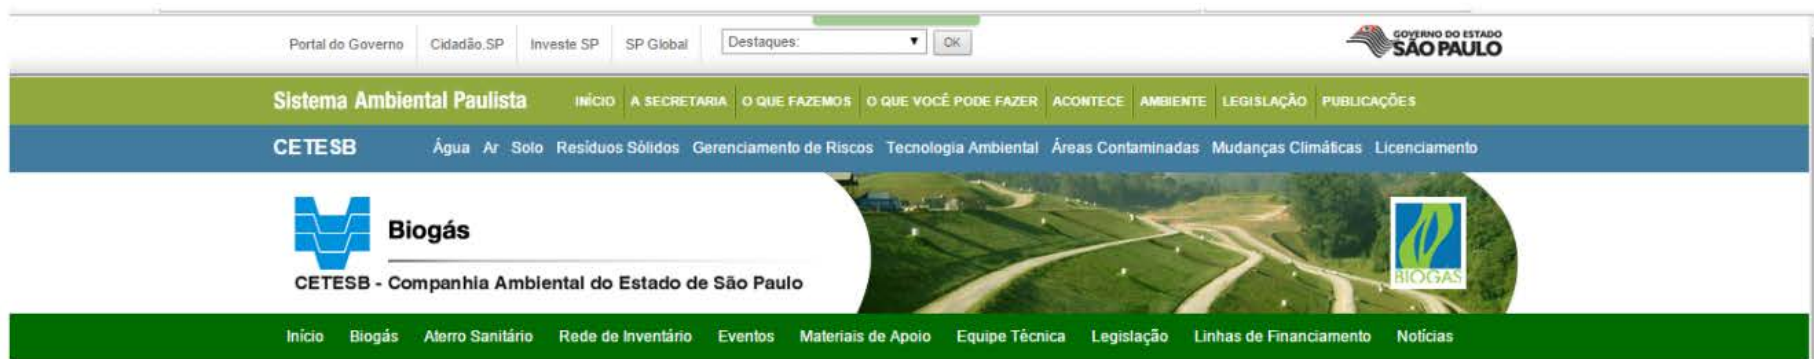 Portal do Governo Cidadão.SP Investe SP SP Global Destaques: OK GOVERNO DO ESTADO
SÃO PAULO
Sistema Ambiental Paulista INÍCIO A SECRETARIA O QUE FAZEMOS O QUE VOCÊ PODE FAZER ACONTECE AMBIENTE LEGISLAÇÃO PUBLICAÇÕES
CETESB Água Ar Solo Resíduos Sólidos Gerenciamento de Riscos Tecnologia Ambiental Áreas Contaminadas Mudanças Climáticas Licenciamento
Biogás
CETESB - Companhia Ambiental do Estado de São Paulo
BIOGAS
Início Biogás Aterro Sanitário Rede de Inventário Eventos Materiais de Apoio Equipe Técnica Legislação Linhas de Financiamento Notícias